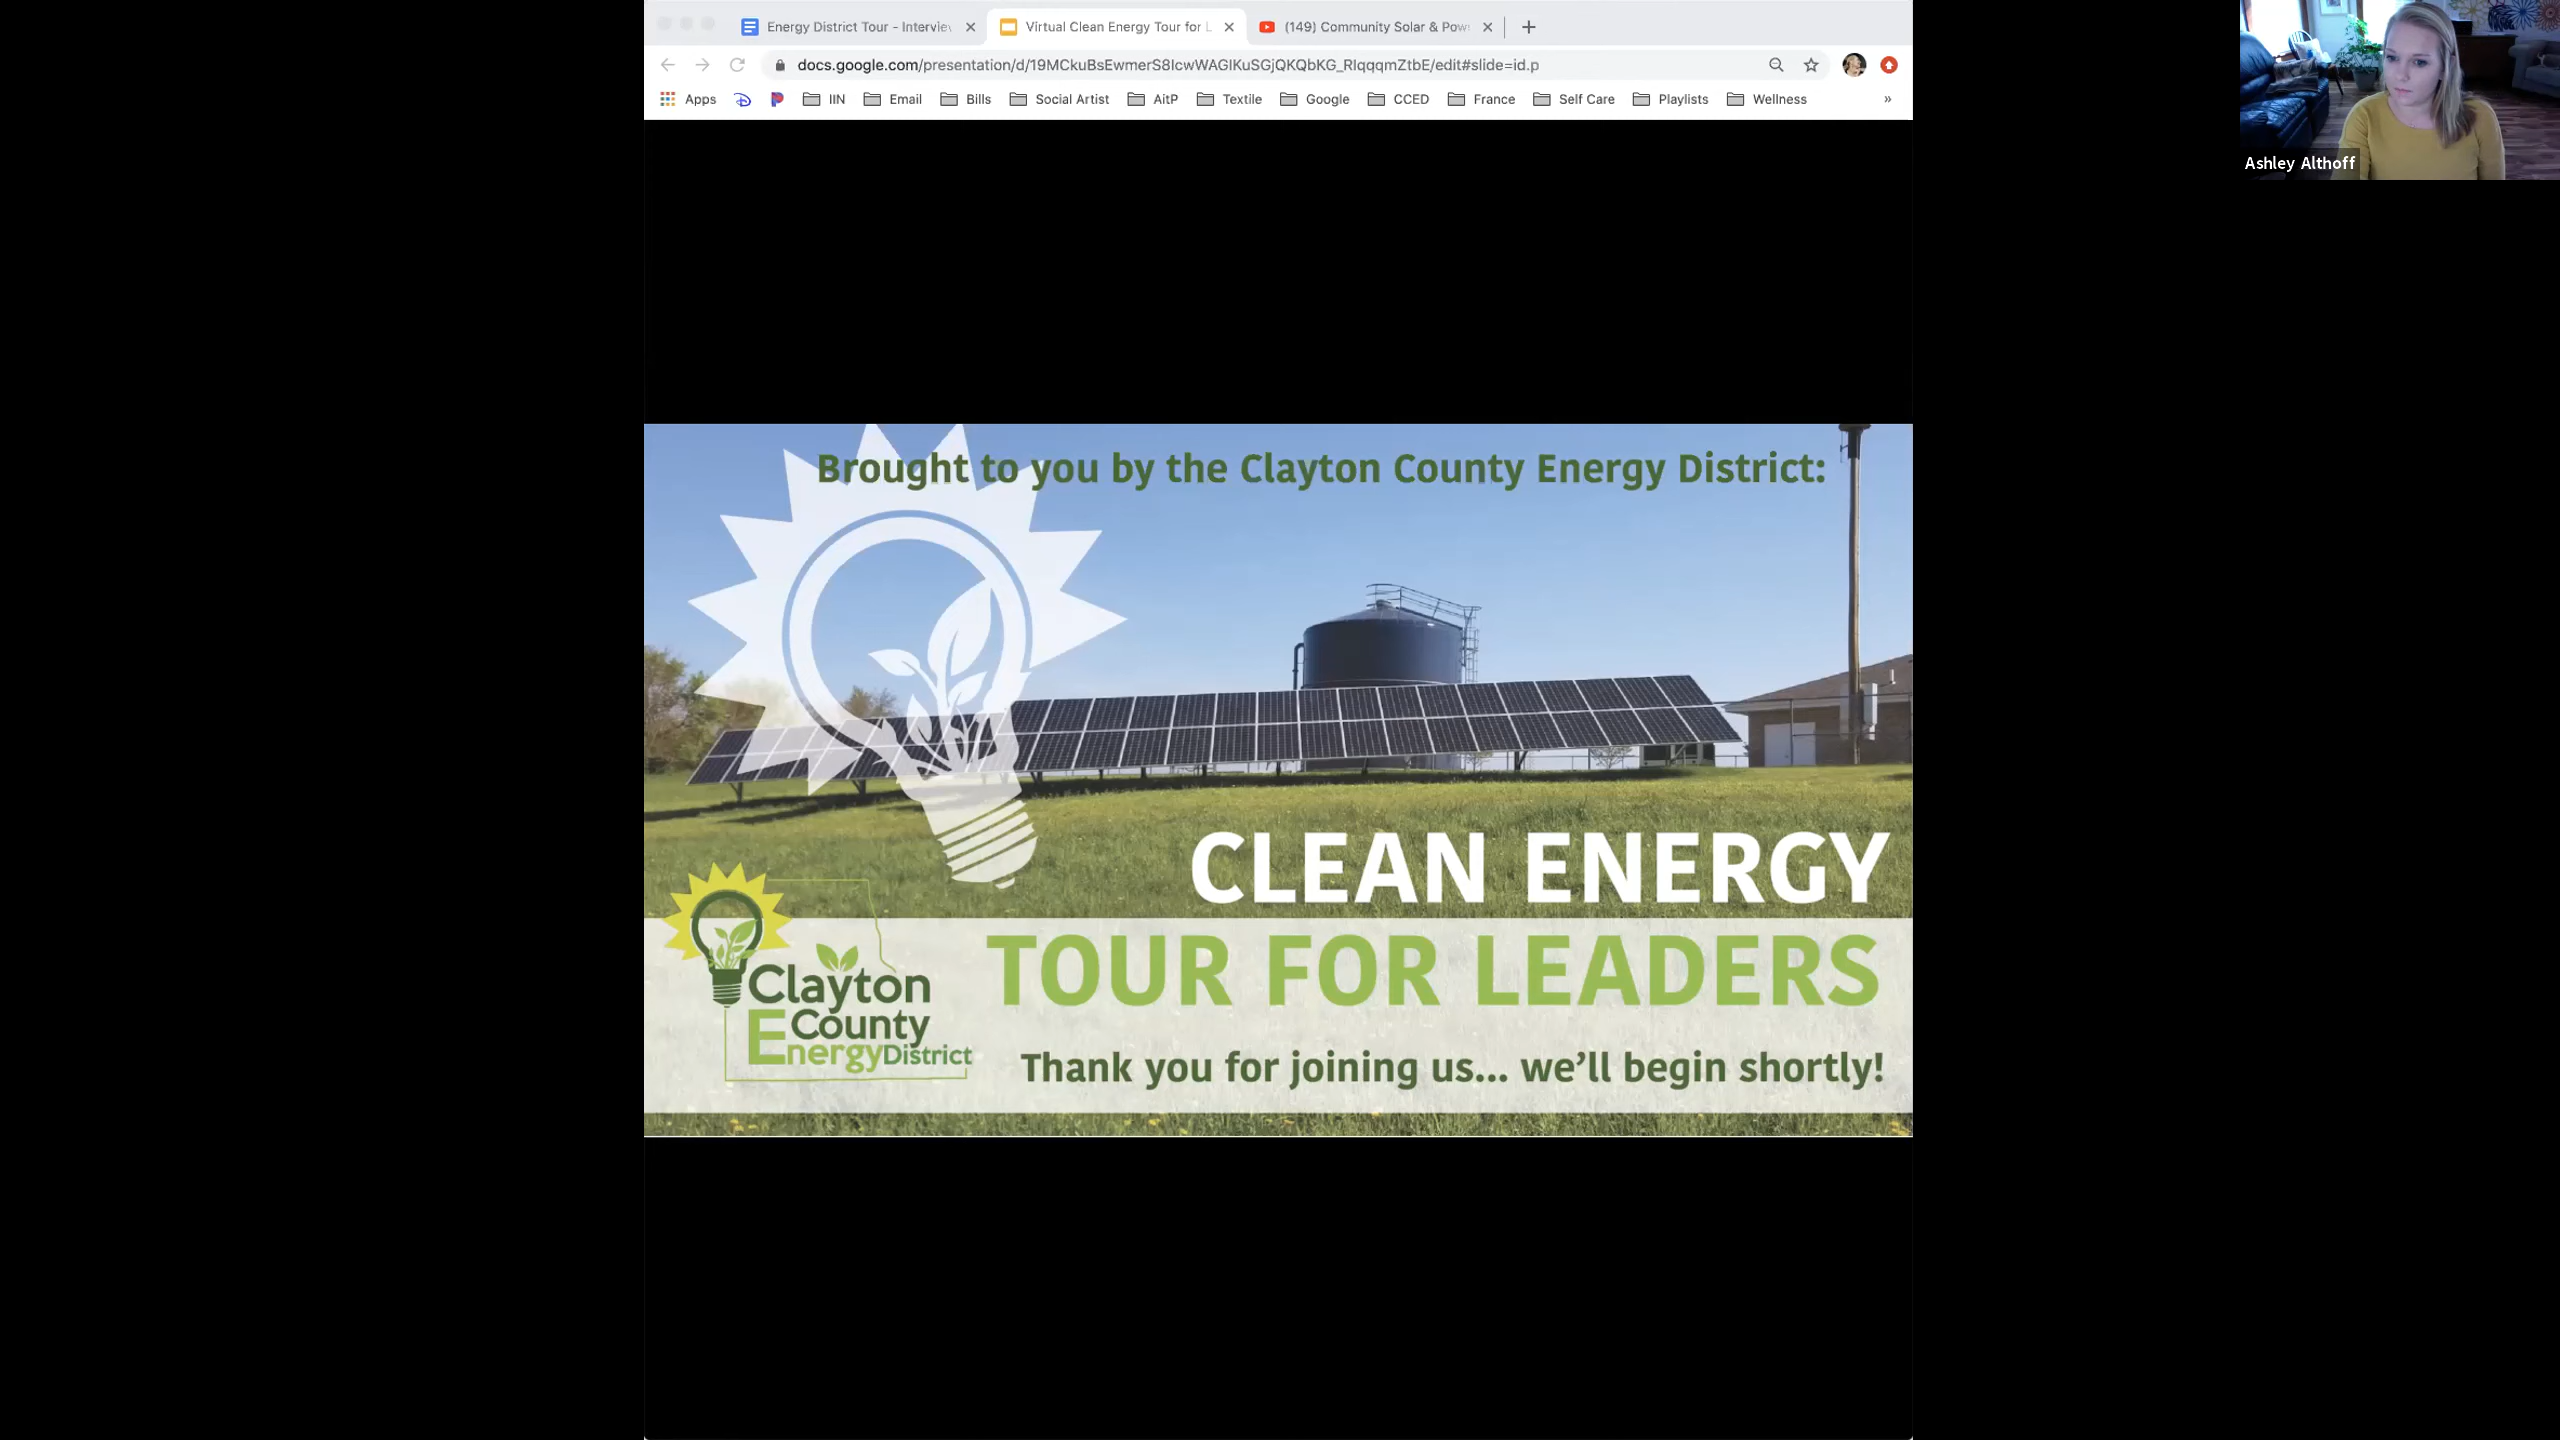 Energy District Tour - Interview
Virtual Clean Energy Tour for L
(149) Community Solar & Pow
docs.google.com/presentation/d/19MCkuBsEwmerS8IcwWAGIKuSGjQKQbKG_RIqqqmZtbE/edit#slide=id.p
Apps
IIN
Email
Bills
Social Artist
AitP
Textile
Google
CCED
France
Self Care
Playlists
Wellness
»
Ashley Althoff
Brought to you by the Clayton County Energy District:
CLEAN ENERGY
TOUR FOR LEADERS
Thank you for joining us... we’ll begin shortly!
Clayton
County
EnergyDistrict